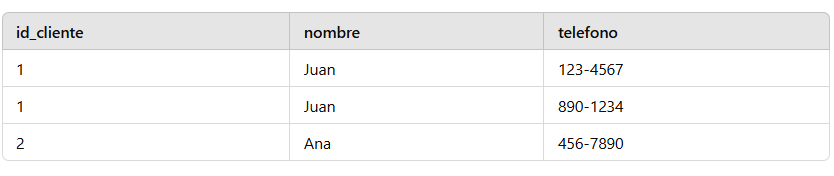 id_cliente nombre telefono
1 Juan 123-4567
1 Juan 890-1234
2 Ana 456-7890